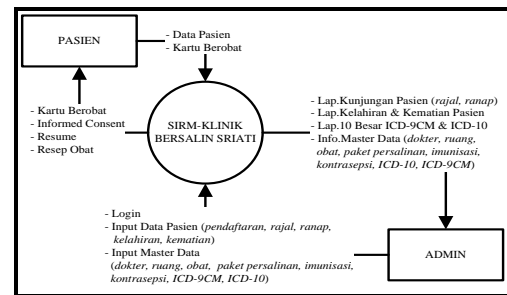 PASIEN
- Data Pasien
- Kartu Berobat
- Kartu Berobat
- Informed Consent
- Resume
- Resep Obat
SIRM-KLINIK
BERSALIN SRIATI
- Lap.Kunjungan Pasien (rajal, ranap)
- Lap.Kelahiran & Kematian Pasien
- Lap.10 Besar ICD-9CM & ICD-10
- Info.Master Data (dokter, ruang,
obat, paket persalinan, imunisasi,
kontrasepsi, ICD-10, ICD-9CM)
- Login
- Input Data Pasien (pendaftaran, rajal, ranap,
kelahiran, kematian)
- Input Master Data
(dokter, ruang, obat, paket persalinan, imunisasi,
kontrasepsi, ICD-9CM, ICD-10)
ADMIN